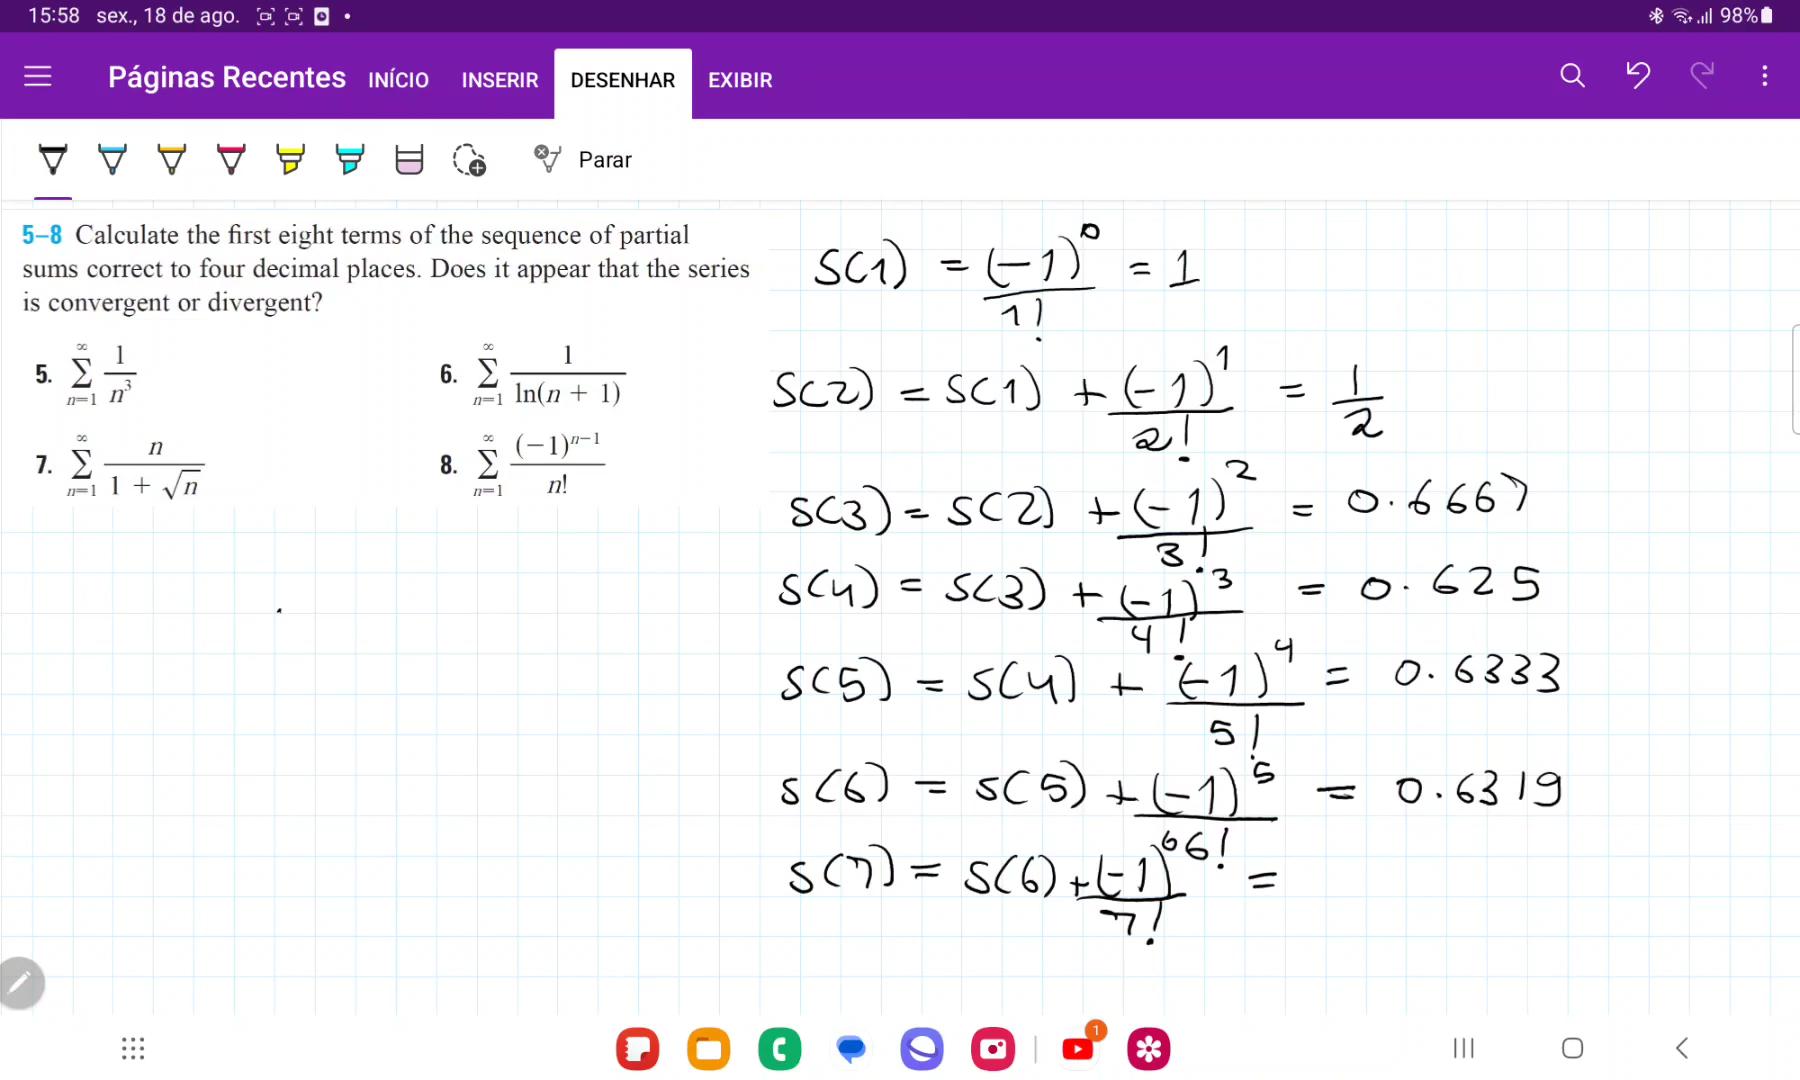 15:58 sex., 18 de ago. • 98%
Páginas Recentes INÍCIO INSERIR DESENHAR EXIBIR
Parar
5–8 Calculate the first eight terms of the sequence of partial
sums correct to four decimal places. Does it appear that the series
is convergent or divergent?
5. ∞ Σ n=1 1/n³
6. ∞ Σ n=1 1/ln(n + 1)
7. ∞ Σ n=1 n/(1 + √n)
8. ∞ Σ n=1 (−1)ⁿ⁻¹/n!
S(1) = (-1)^0/1! = 1
S(2) = S(1) + (-1)^1/2! = 1/2
S(3) = S(2) + (-1)^2/3! = 0.6667
S(4) = S(3) + (-1)^3/4! = 0.625
S(5) = S(4) + (-1)^4/5! = 0.6333
S(6) = S(5) + (-1)^5/6! = 0.6319
S(7) = S(6) + (-1)^6/7! =
1